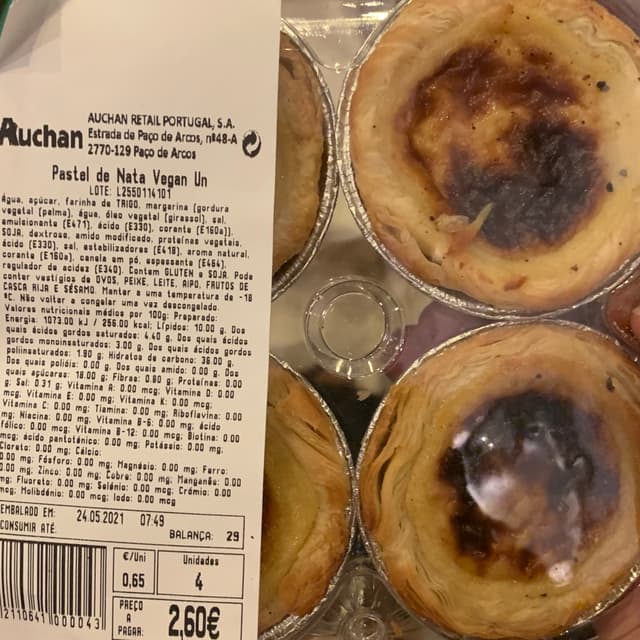 Auchan
AUCHAN RETAIL PORTUGAL, S.A.
Estrada de Paço de Arcos, nº48-A
2770-129 Paço de Arcos
Pastel de Nata Vegan Un
LOTE: L2550114101
Água, açúcar, farinha de TRIGO, margarina (gordura
vegetal (palma), água, óleo vegetal (girassol), sal,
emulsionante (E471), ácido (E330), corante (E160a)),
SOJA, dextrose, amido modificado, proteínas vegetais,
ácido (E330), sal, estabilizadores (E418), aroma natural,
corante (E160a), canela em pó, espessante (E464),
regulador de acidez (E340). Contem GLUTEN e SOJA. Pode
conter vestígios de OVOS, PEIXE, LEITE, AIPO, FRUTOS DE
CASCA RIJA E SÉSAMO. Manter a uma temperatura de -18
ºC. Não voltar a congelar uma vez descongelado.
Valores nutricionais médios por 100g: Preparado:
Energia: 1073.00 kJ / 256.00 kcal; Lípidos: 10.00 g, Dos
quais ácidos gordos saturados: 4.40 g, Dos quais ácidos
gordos monoinsaturados: 3.00 g, Dos quais ácidos gordos
polinsaturados: 1.80 g; Hidratos de carbono: 36.00 g,
Dos quais polióis: 0.00 g, Dos quais amido: 0.00 g, Dos
quais açúcares: 18.00 g; Fibras: 0.80 g; Proteínas: 0.00
g; Sal: 0.31 g; Vitamina A: 0.00 mcg; Vitamina D: 0.00
mcg; Vitamina E: 0.00 mg; Vitamina K: 0.00 mcg;
Vitamina C: 0.00 mg; Tiamina: 0.00 mg; Riboflavina: 0.00
mg; Niacina: 0.00 mg; Vitamina B-6: 0.00 mg; ácido
fólico: 0.00 mcg; Vitamina B-12: 0.00 mcg; Biotina: 0.00
mcg; ácido pantoténico: 0.00 mg; Potássio: 0.00 mg;
Cloreto: 0.00 mg; Cálcio:
0.00 mg; Fósforo: 0.00 mg; Magnésio: 0.00 mg; Ferro:
0.00 mg; Zinco: 0.00 mg; Cobre: 0.00 mg; Manganês: 0.00
mg; Fluoreto: 0.00 mg; Selénio: 0.00 mcg; Crómio: 0.00
mcg; Molibdénio: 0.00 mcg; Iodo: 0.00 mcg
EMBALADO EM: 24.05.2021 07:49
CONSUMIR ATÉ: BALANÇA: 29
€/Uni Unidades
0,65 4
PREÇO A PAGAR: 2,60€
2110641 000043